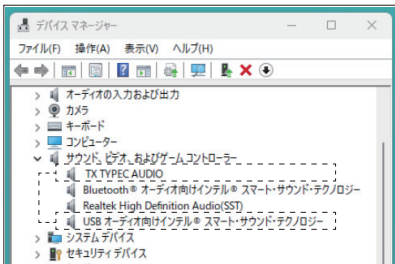 デバイス マネージャー
ファイル(F) 操作(A) 表示(V) ヘルプ(H)
オーディオの入力および出力
カメラ
キーボード
コンピューター
サウンド、ビデオ、およびゲーム コントローラー
TX TYPEC AUDIO
Bluetooth® オーディオ向けインテル® スマート・サウンド・テクノロジー
Realtek High Definition Audio(SST)
USB オーディオ向けインテル® スマート・サウンド・テクノロジー
システム デバイス
セキュリティ デバイス